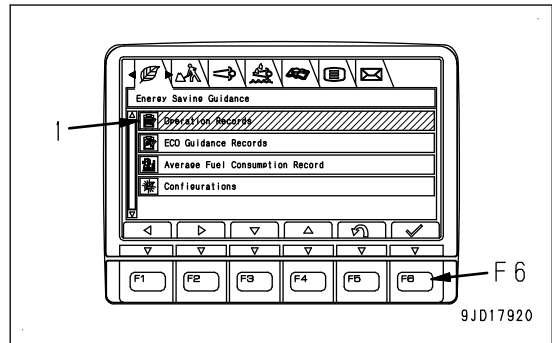 Energy Saving Guidance
1
Operation Records
ECO Guidance Records
Average Fuel Consumption Record
Configurations
F1 F2 F3 F4 F5 F6
F6
9JD17920